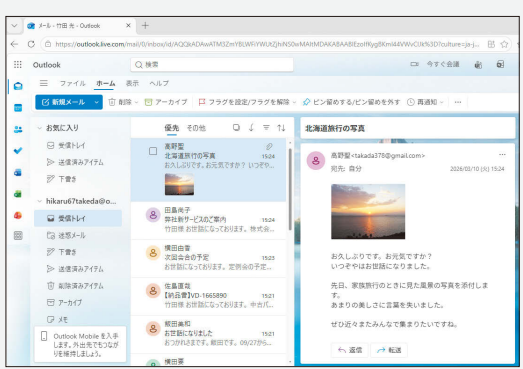 メール - 竹田 光 - Outlook
https://outlook.live.com/mail/0/inbox/id/
Outlook
検索
今すぐ会議
ファイル ホーム 表示 ヘルプ
新規メール
削除
アーカイブ
フラグを設定/フラグを解除
ピン留めする/ピン留めを外す
再通知
お気に入り
受信トレイ
送信済みアイテム
下書き
hikaru67takeda@o...
受信トレイ
迷惑メール
下書き
送信済みアイテム
削除済みアイテム
アーカイブ
メモ
Outlook Mobile を入手
します。外出先でもつなが
りを維持しましょう。
優先 その他
高野聖
北海道旅行の写真 15:24
お久しぶりです。お元気ですか? いつぞや...
田島尚子
弊社新サービスのご案内 15:24
竹田様 お世話になっております。株式会...
横田由香
次回会合の予定 15:23
お世話になっております。定例会の予定...
佐島直哉
【納品書】VD-1665890 15:21
竹田様 お世話になっております。中古パ...
飯田美和
お世話になりました 15:21
おつかれさまです。飯田です。09/27から...
横田要
北海道旅行の写真
高野聖<takada378@gmail.com>
宛先: 自分
2026/03/10 (火) 15:24
お久しぶりです。お元気ですか?
いつぞやはお世話になりました。
先日、家族旅行のときに見た風景の写真を添付しま
す。
あまりの美しさに言葉を失いました。
ぜひ近々またみんなで集まりたいですね。
返信
転送